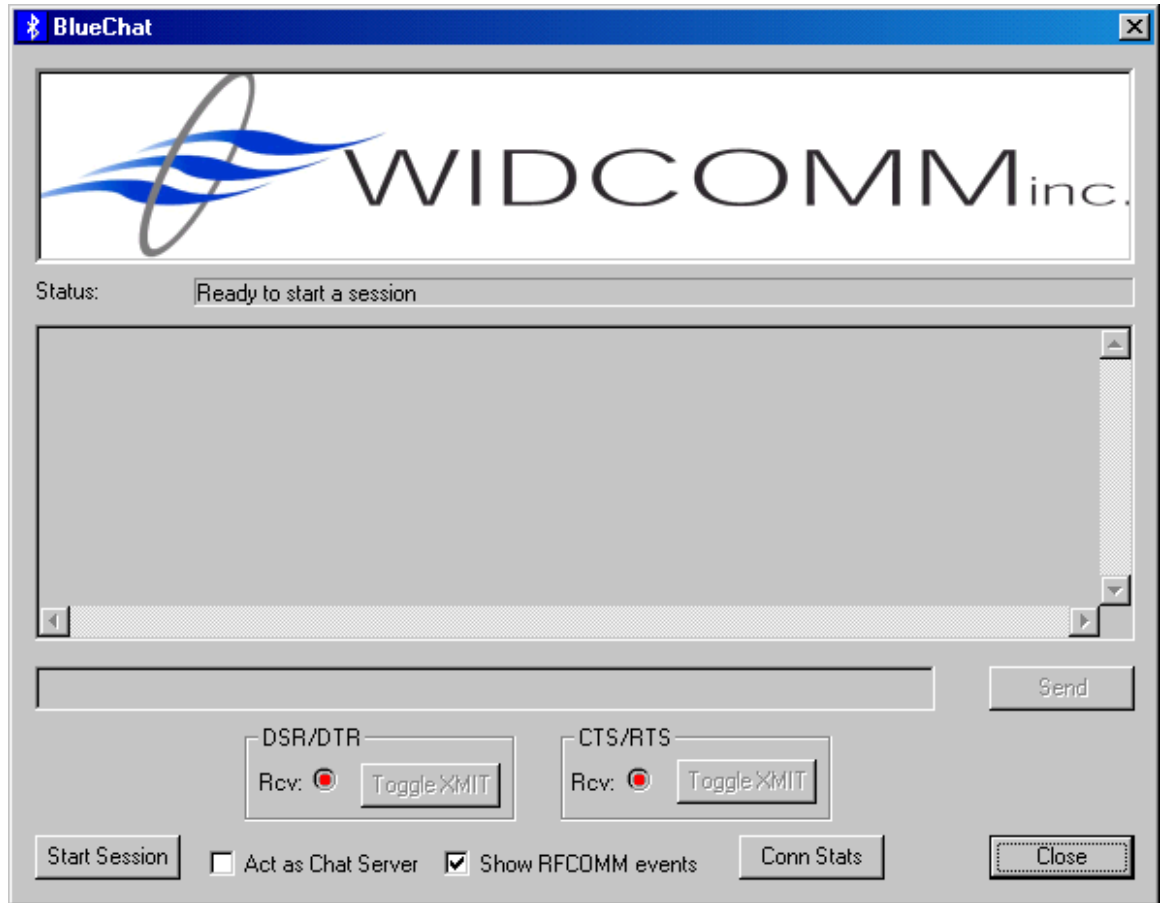 BlueChat
WIDCOMM inc.
Status: Ready to start a session
Send
DSR/DTR CTS/RTS
Rcv: Toggle XMIT Rcv: Toggle XMIT
Start Session Act as Chat Server Show RFCOMM events Conn Stats Close